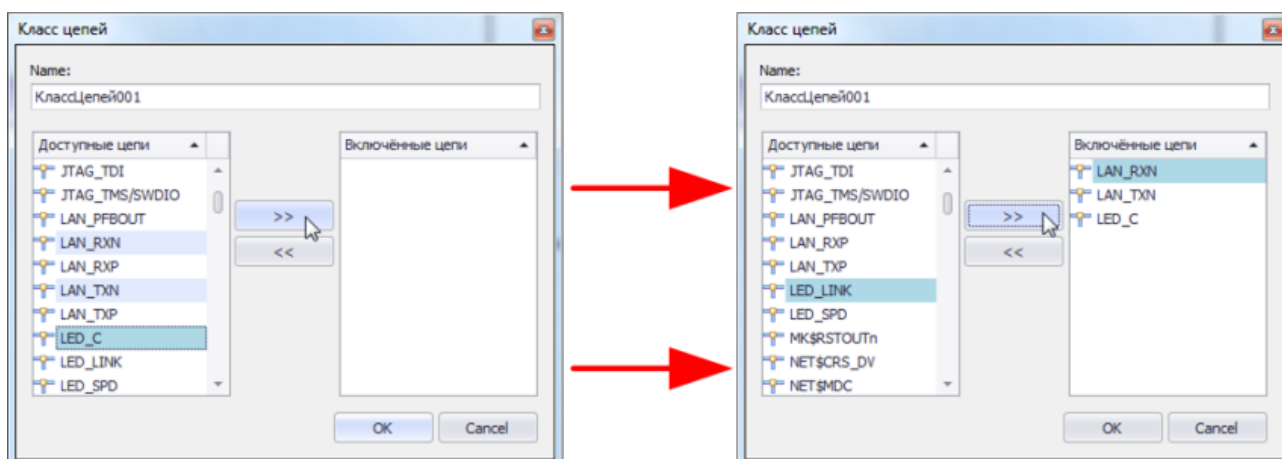 Класс цепей
Name:
КлассЦепей001
Доступные цепи
JTAG_TDI
JTAG_TMS/SWDIO
LAN_PFBOUT
LAN_RXN
LAN_RXP
LAN_TXN
LAN_TXP
LED_C
LED_LINK
LED_SPD
>>
<<
Включённые цепи
OK
Cancel
Класс цепей
Name:
КлассЦепей001
Доступные цепи
JTAG_TDI
JTAG_TMS/SWDIO
LAN_PFBOUT
LAN_RXP
LAN_TXP
LED_LINK
LED_SPD
MK$RSTOUTn
NET$CRS_DV
NET$MDC
>>
<<
Включённые цепи
LAN_RXN
LAN_TXN
LED_C
OK
Cancel